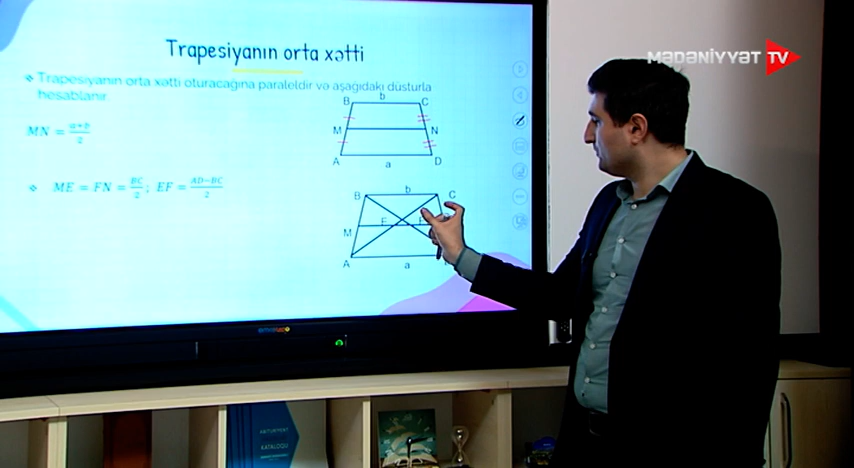 MƏDƏNİYYƏT TV
Trapesiyanın orta xətti
❖ Trapesiyanın orta xətti oturacağına paraleldir və aşağıdakı düsturla
hesablanır.
MN = a+b/2
B b C
M N
A a D
❖ ME = FN = BC/2; EF = AD−BC/2
B b C
M E F
A a
KATALOQU